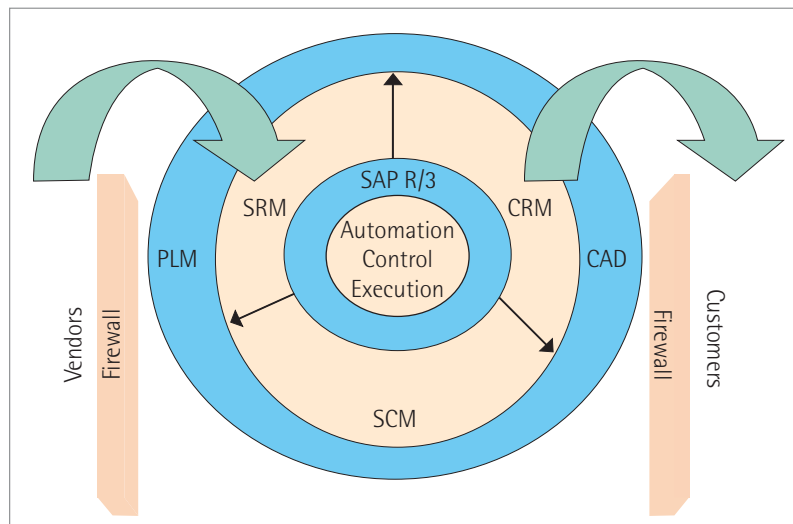 SAP R/3
SRM
CRM
Automation
Control
Execution
PLM
CAD
SCM
Vendors
Firewall
Firewall
Customers